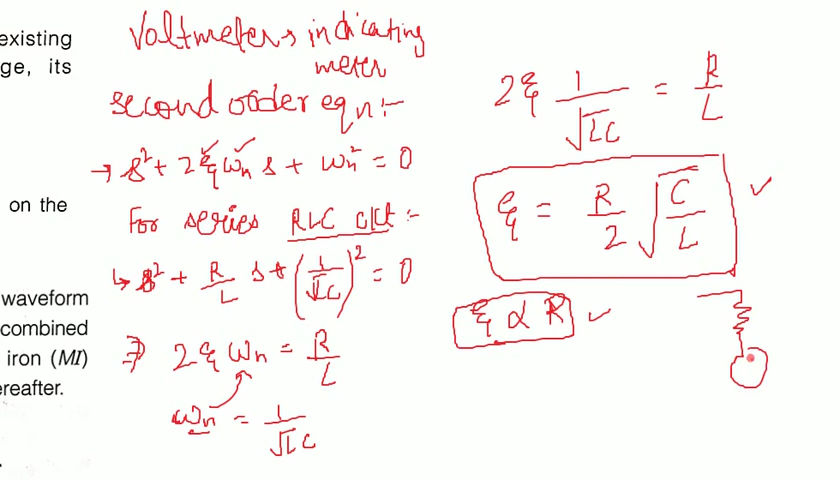 existing
ge, its
on the
waveform
combined
iron (MI)
ereafter.
Voltmeters indicating
meter
second order eqn:-
→ s² + 2ξωₙs + ωₙ² = 0
For series RLC ckt :-
↳ s² + R/L s + (1/√LC)² = 0
⇒ 2ξωₙ = R/L
ωₙ = 1/√LC
2ξ 1/√LC = R/L
ξ = R/2 √(C/L) ✓
ξ ∝ R ✓